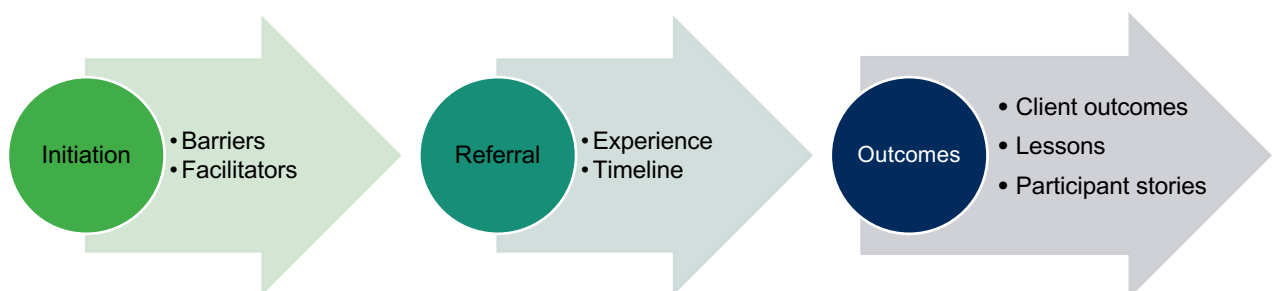 Initiation
• Barriers
• Facilitators
Referral
• Experience
• Timeline
Outcomes
• Client outcomes
• Lessons
• Participant stories